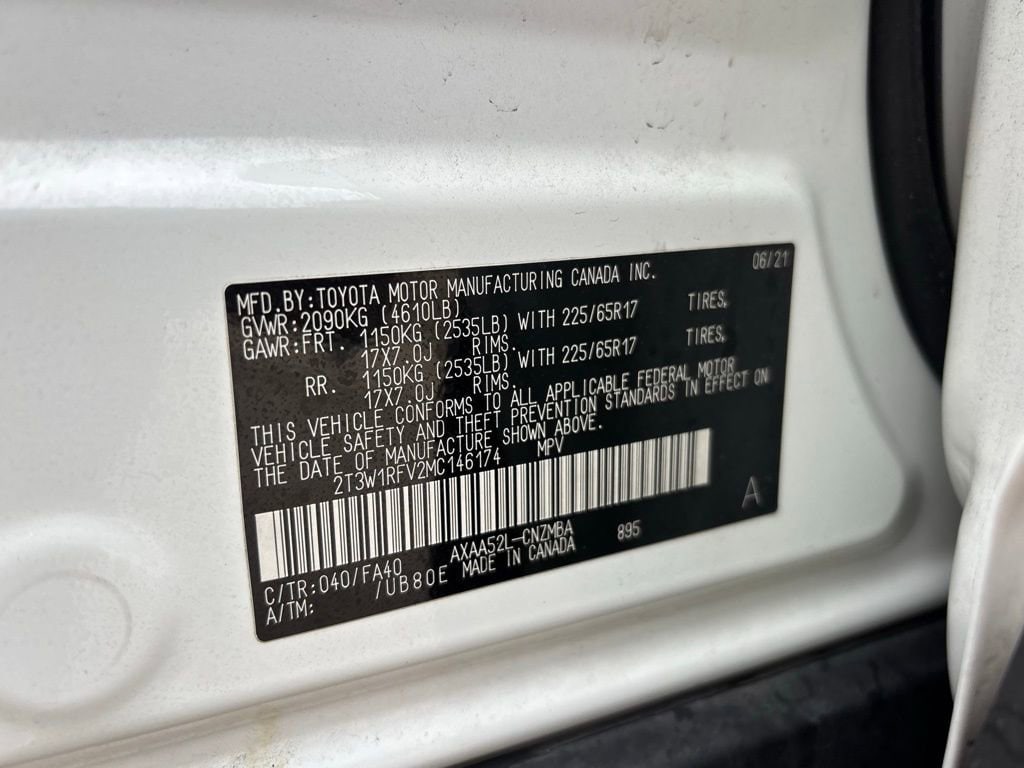 06/21
MFD.BY:TOYOTA MOTOR MANUFACTURING CANADA INC.
GVWR:2090KG (4610LB)
GAWR:FRT. 1150KG (2535LB) WITH 225/65R17 TIRES,
17X7.0J RIMS.
RR. 1150KG (2535LB) WITH 225/65R17 TIRES,
17X7.0J RIMS.
THIS VEHICLE CONFORMS TO ALL APPLICABLE FEDERAL MOTOR
VEHICLE SAFETY AND THEFT PREVENTION STANDARDS IN EFFECT ON
THE DATE OF MANUFACTURE SHOWN ABOVE.
2T3W1RFV2MC146174 MPV
A
AXAA52L-CNZMBA 895
C/TR:040/FA40 MADE IN CANADA
A/TM: /UB80E